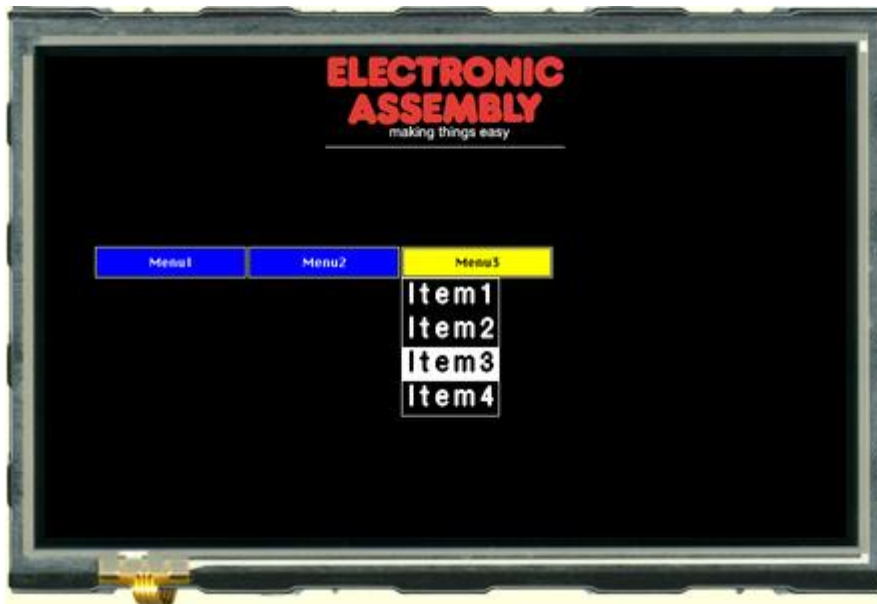 ELECTRONIC
ASSEMBLY
making things easy
Menu1 Menu2 Menu3
Item1
Item2
Item3
Item4